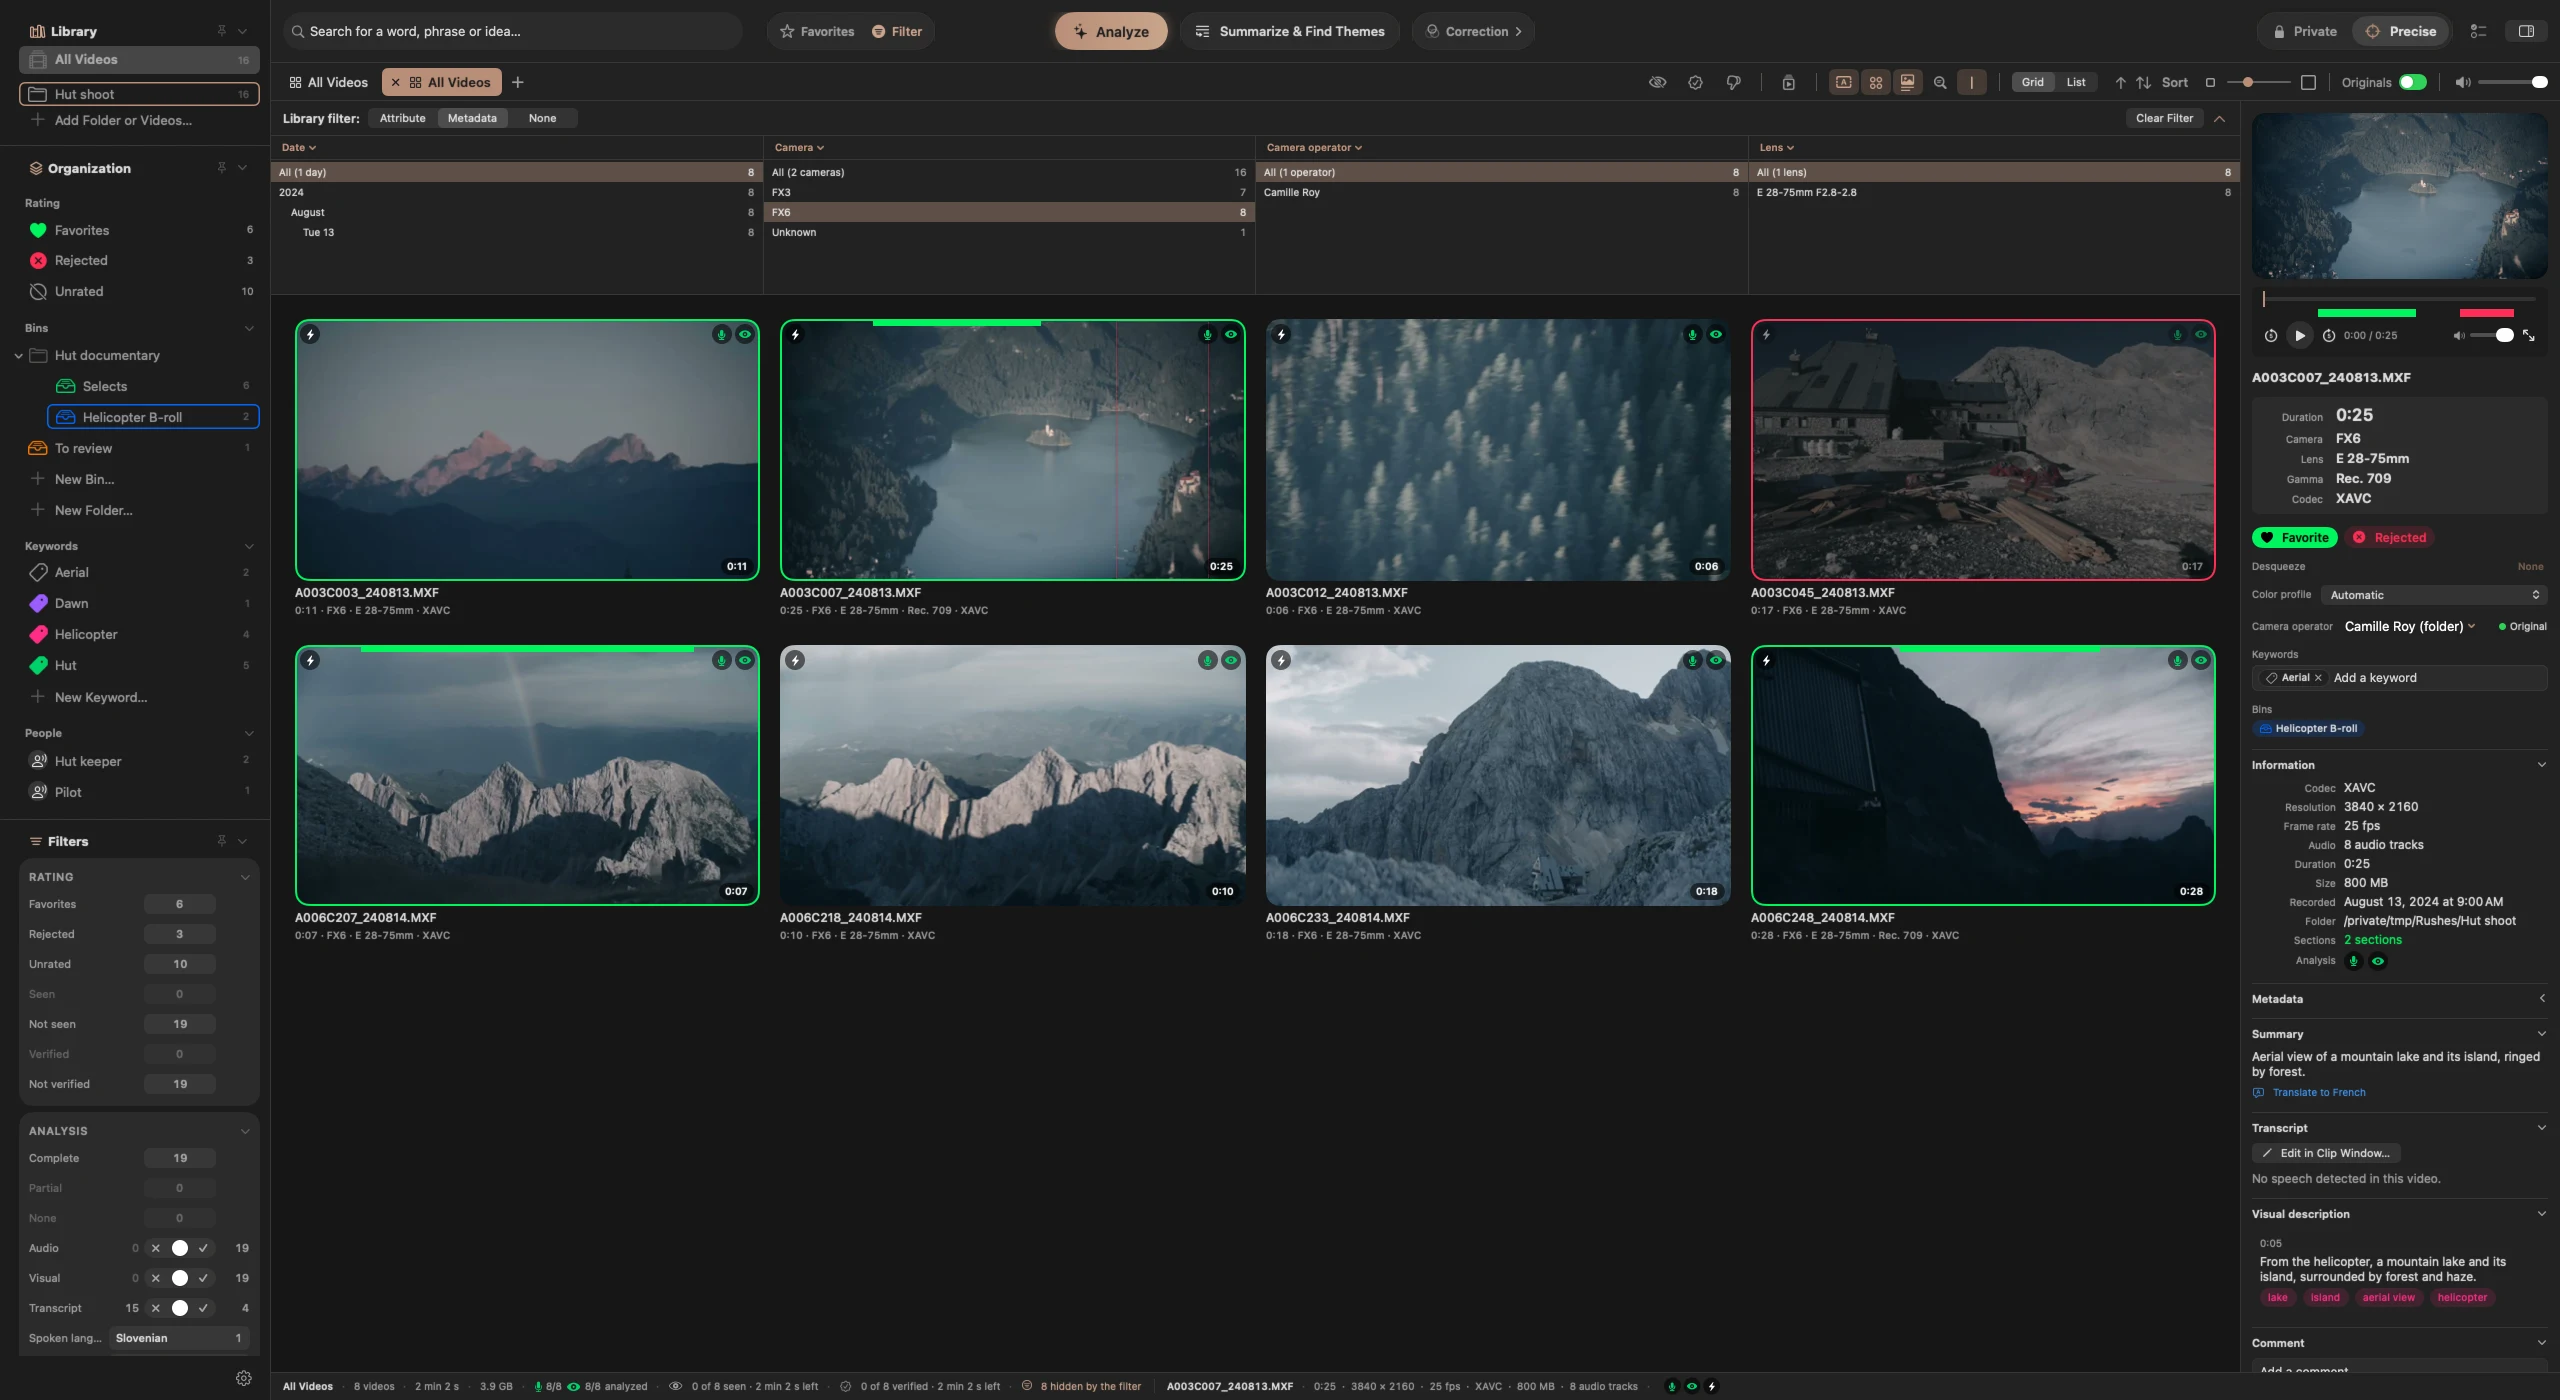 Library
All Videos 16
Hut shoot 16
Add Folder or Videos...
Organization
Rating
Favorites 6
Rejected 3
Unrated 10
Bins
Hut documentary
Selects 6
Helicopter B-roll 2
To review 1
New Bin...
New Folder...
Keywords
Aerial 2
Dawn 1
Helicopter 4
Hut 5
New Keyword...
People
Hut keeper 2
Pilot 1
Filters
RATING
Favorites 6
Rejected 3
Unrated 10
Seen 0
Not seen 19
Verified 0
Not verified 19
ANALYSIS
Complete 19
Partial 0
None 0
Audio 0 19
Visual 0 19
Transcript 15 4
Spoken lang... Slovenian 1
Search for a word, phrase or idea...
Favorites Filter
Analyze
Summarize & Find Themes
Correction
Private Precise
All Videos
All Videos
Grid List
Sort
Originals
Library filter: Attribute Metadata None
Clear Filter
Date
All (1 day) 8
2024 8
August 8
Tue 13 8
Camera
All (2 cameras) 16
FX3 7
FX6 8
Unknown 1
Camera operator
All (1 operator) 8
Camille Roy 8
Lens
All (1 lens) 8
E 28-75mm F2.8-2.8 8
0:11
A003C003_240813.MXF
0:11 · FX6 · E 28-75mm · XAVC
0:25
A003C007_240813.MXF
0:25 · FX6 · E 28-75mm · Rec. 709 · XAVC
0:06
A003C012_240813.MXF
0:06 · FX6 · E 28-75mm · XAVC
0:17
A003C045_240813.MXF
0:17 · FX6 · E 28-75mm · XAVC
0:07
A006C207_240814.MXF
0:07 · FX6 · E 28-75mm · XAVC
0:10
A006C218_240814.MXF
0:10 · FX6 · E 28-75mm · XAVC
0:18
A006C233_240814.MXF
0:18 · FX6 · E 28-75mm · XAVC
0:28
A006C248_240814.MXF
0:28 · FX6 · E 28-75mm · Rec. 709 · XAVC
0:00 / 0:25
A003C007_240813.MXF
Duration 0:25
Camera FX6
Lens E 28-75mm
Gamma Rec. 709
Codec XAVC
Favorite Rejected
Desqueeze None
Color profile Automatic
Camera operator Camille Roy (folder) Original
Keywords
Aerial Add a keyword
Bins
Helicopter B-roll
Information
Codec XAVC
Resolution 3840 × 2160
Frame rate 25 fps
Audio 8 audio tracks
Duration 0:25
Size 800 MB
Recorded August 13, 2024 at 9:00 AM
Folder /private/tmp/Rushes/Hut shoot
Sections 2 sections
Analysis
Metadata
Summary
Aerial view of a mountain lake and its island, ringed
by forest.
Translate to French
Transcript
Edit in Clip Window...
No speech detected in this video.
Visual description
0:05
From the helicopter, a mountain lake and its
island, surrounded by forest and haze.
lake island aerial view helicopter
Comment
Add a comment
All Videos · 8 videos · 2 min 2 s · 3.9 GB · 8/8 8/8 analyzed · 0 of 8 seen · 2 min 2 s left · 0 of 8 verified · 2 min 2 s left · 8 hidden by the filter
A003C007_240813.MXF · 0:25 · 3840 × 2160 · 25 fps · XAVC · 800 MB · 8 audio tracks